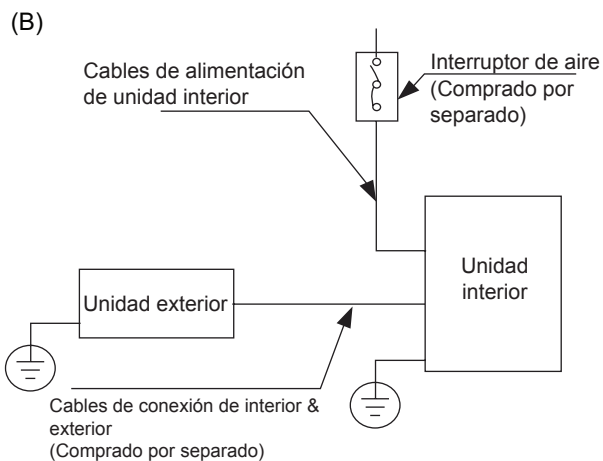 (B)
Cables de alimentación
de unidad interior
Interruptor de aire
(Comprado por
separado)
Unidad
interior
Unidad exterior
Cables de conexión de interior &
exterior
(Comprado por separado)